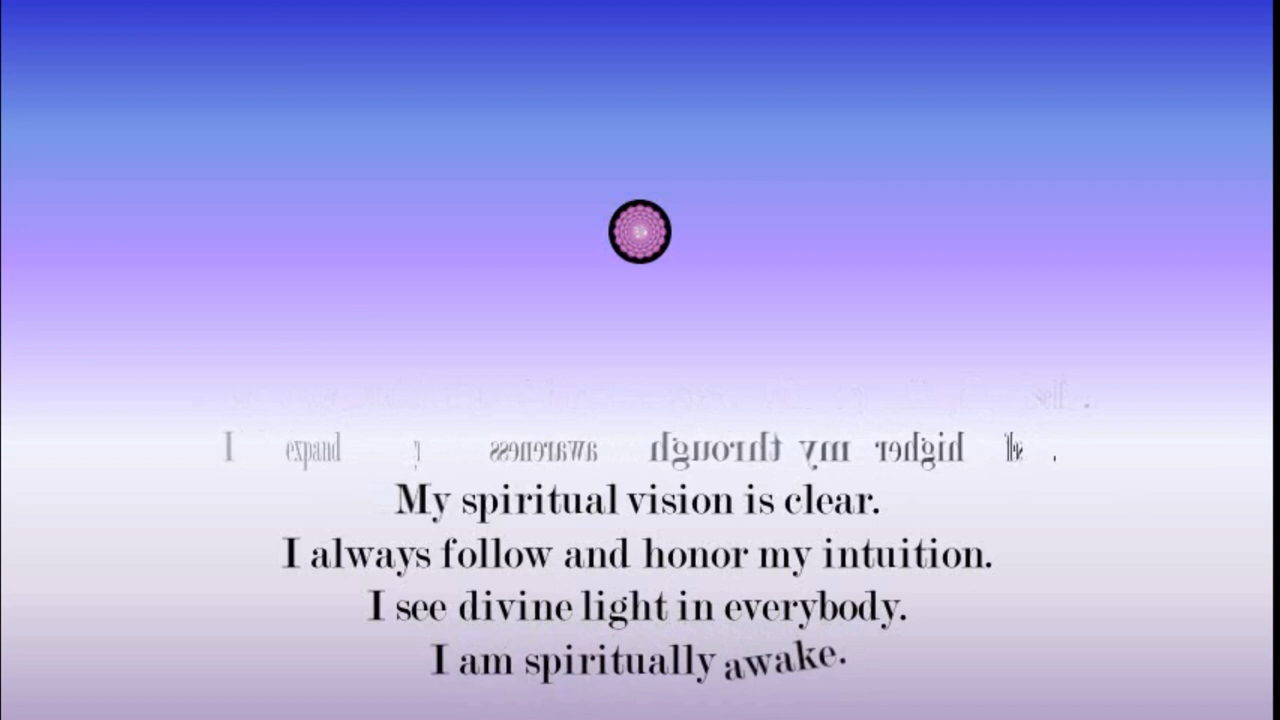 I expand awareness through my higher self .
My spiritual vision is clear.
I always follow and honor my intuition.
I see divine light in everybody.
I am spiritually awake.